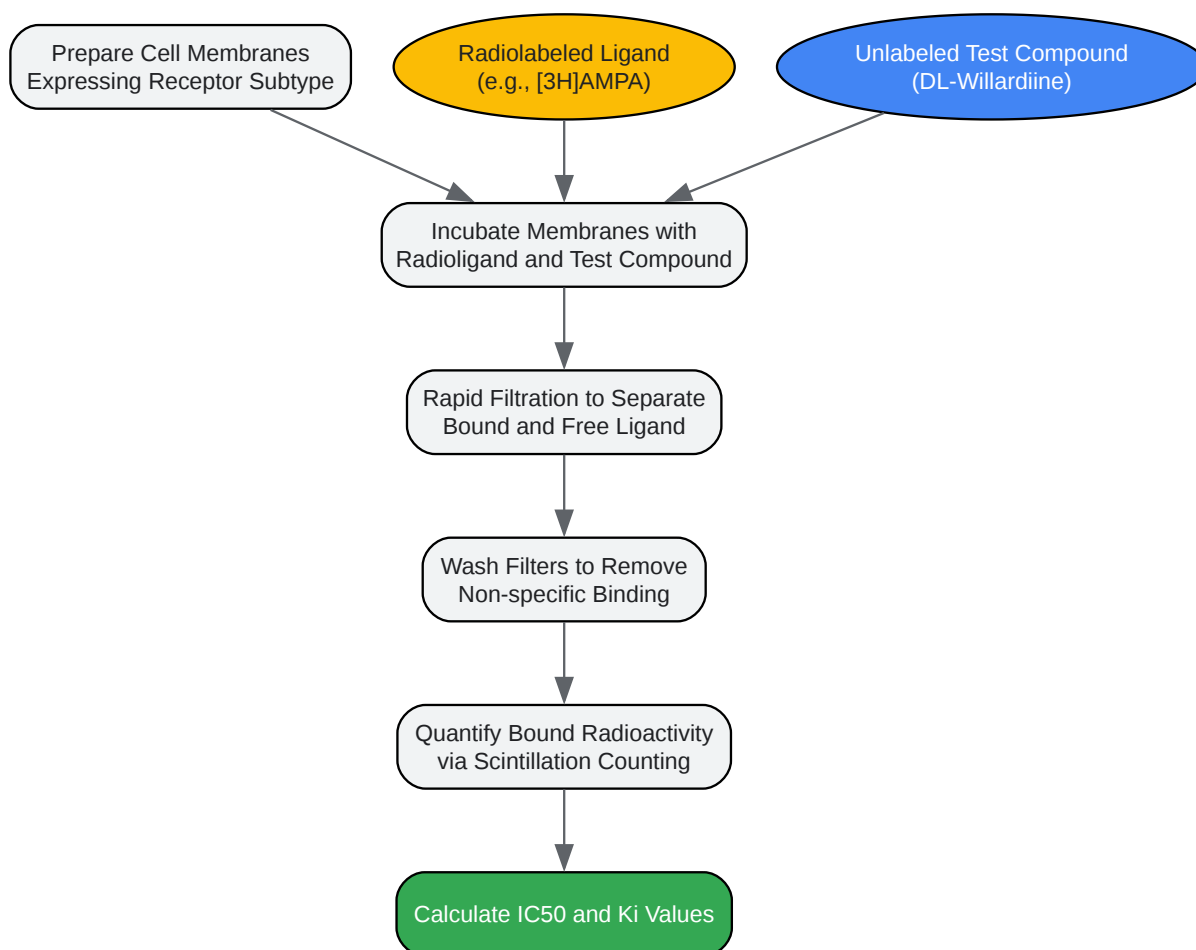 Prepare Cell Membranes
Expressing Receptor Subtype
Radiolabeled Ligand
(e.g., [3H]AMPA)
Unlabeled Test Compound
(DL-Willardiine)
Incubate Membranes with
Radioligand and Test Compound
Rapid Filtration to Separate
Bound and Free Ligand
Wash Filters to Remove
Non-specific Binding
Quantify Bound Radioactivity
via Scintillation Counting
Calculate IC50 and Ki Values